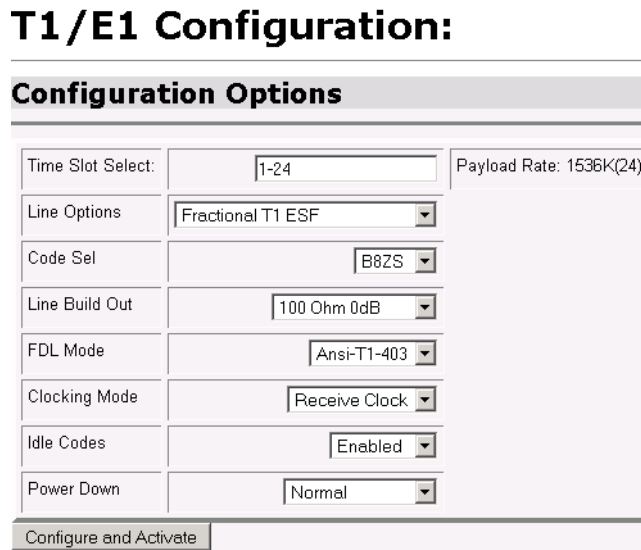 T1/E1 Configuration:
Configuration Options
Time Slot Select: 1-24 Payload Rate: 1536K(24)
Line Options Fractional T1 ESF
Code Sel B8ZS
Line Build Out 100 Ohm 0dB
FDL Mode Ansi-T1-403
Clocking Mode Receive Clock
Idle Codes Enabled
Power Down Normal
Configure and Activate